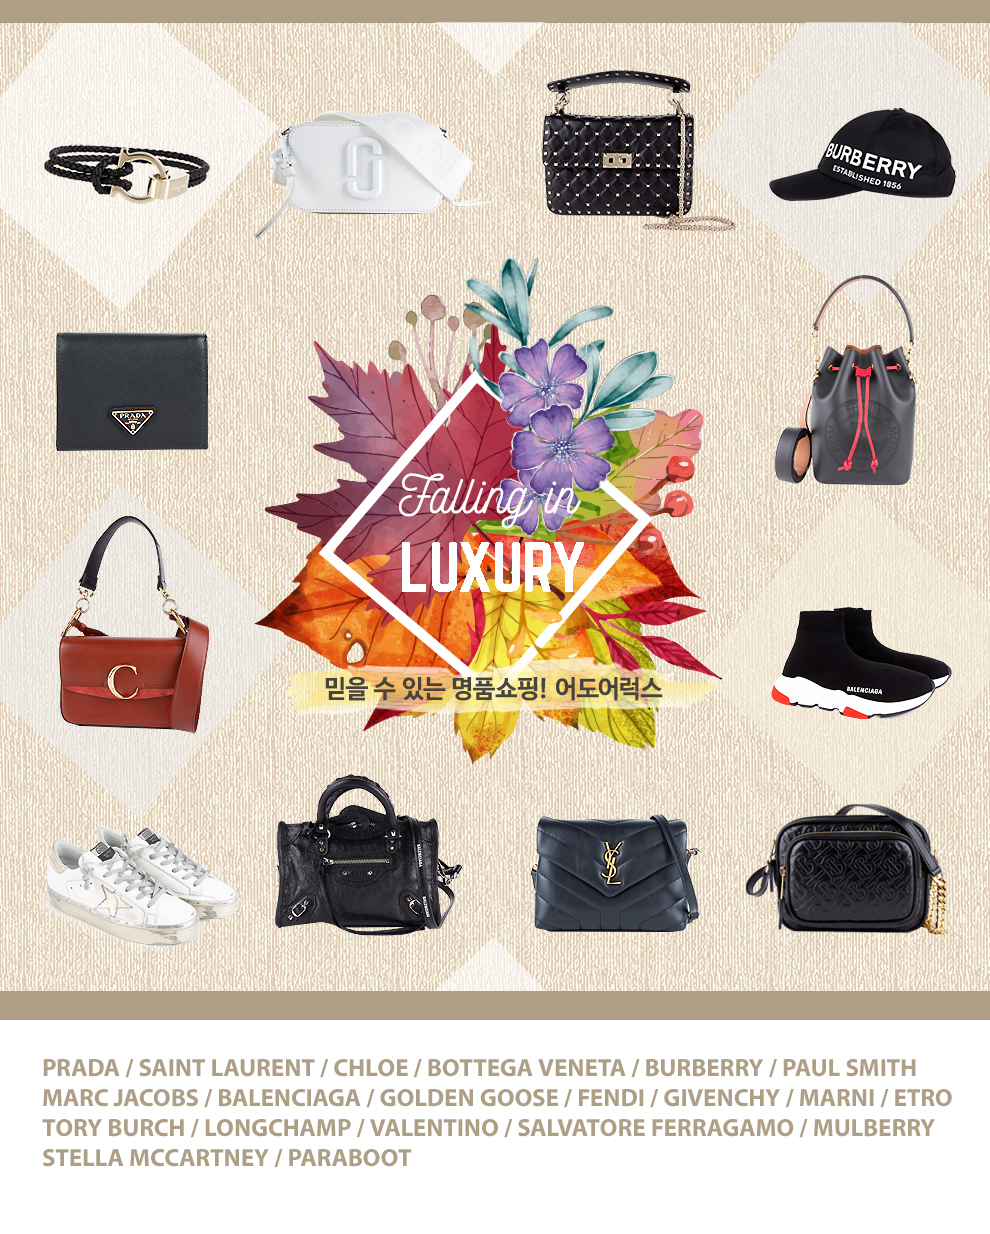 BURBERRY
ESTABLISHED 1856
PRADA
Falling in
LUXURY
믿을 수 있는 명품쇼핑! 어도어럭스
BALENCIAGA
BALENCIAGA
BALENCIAGA
PRADA / SAINT LAURENT / CHLOE / BOTTEGA VENETA / BURBERRY / PAUL SMITH
MARC JACOBS / BALENCIAGA / GOLDEN GOOSE / FENDI / GIVENCHY / MARNI / ETRO
TORY BURCH / LONGCHAMP / VALENTINO / SALVATORE FERRAGAMO / MULBERRY
STELLA MCCARTNEY / PARABOOT